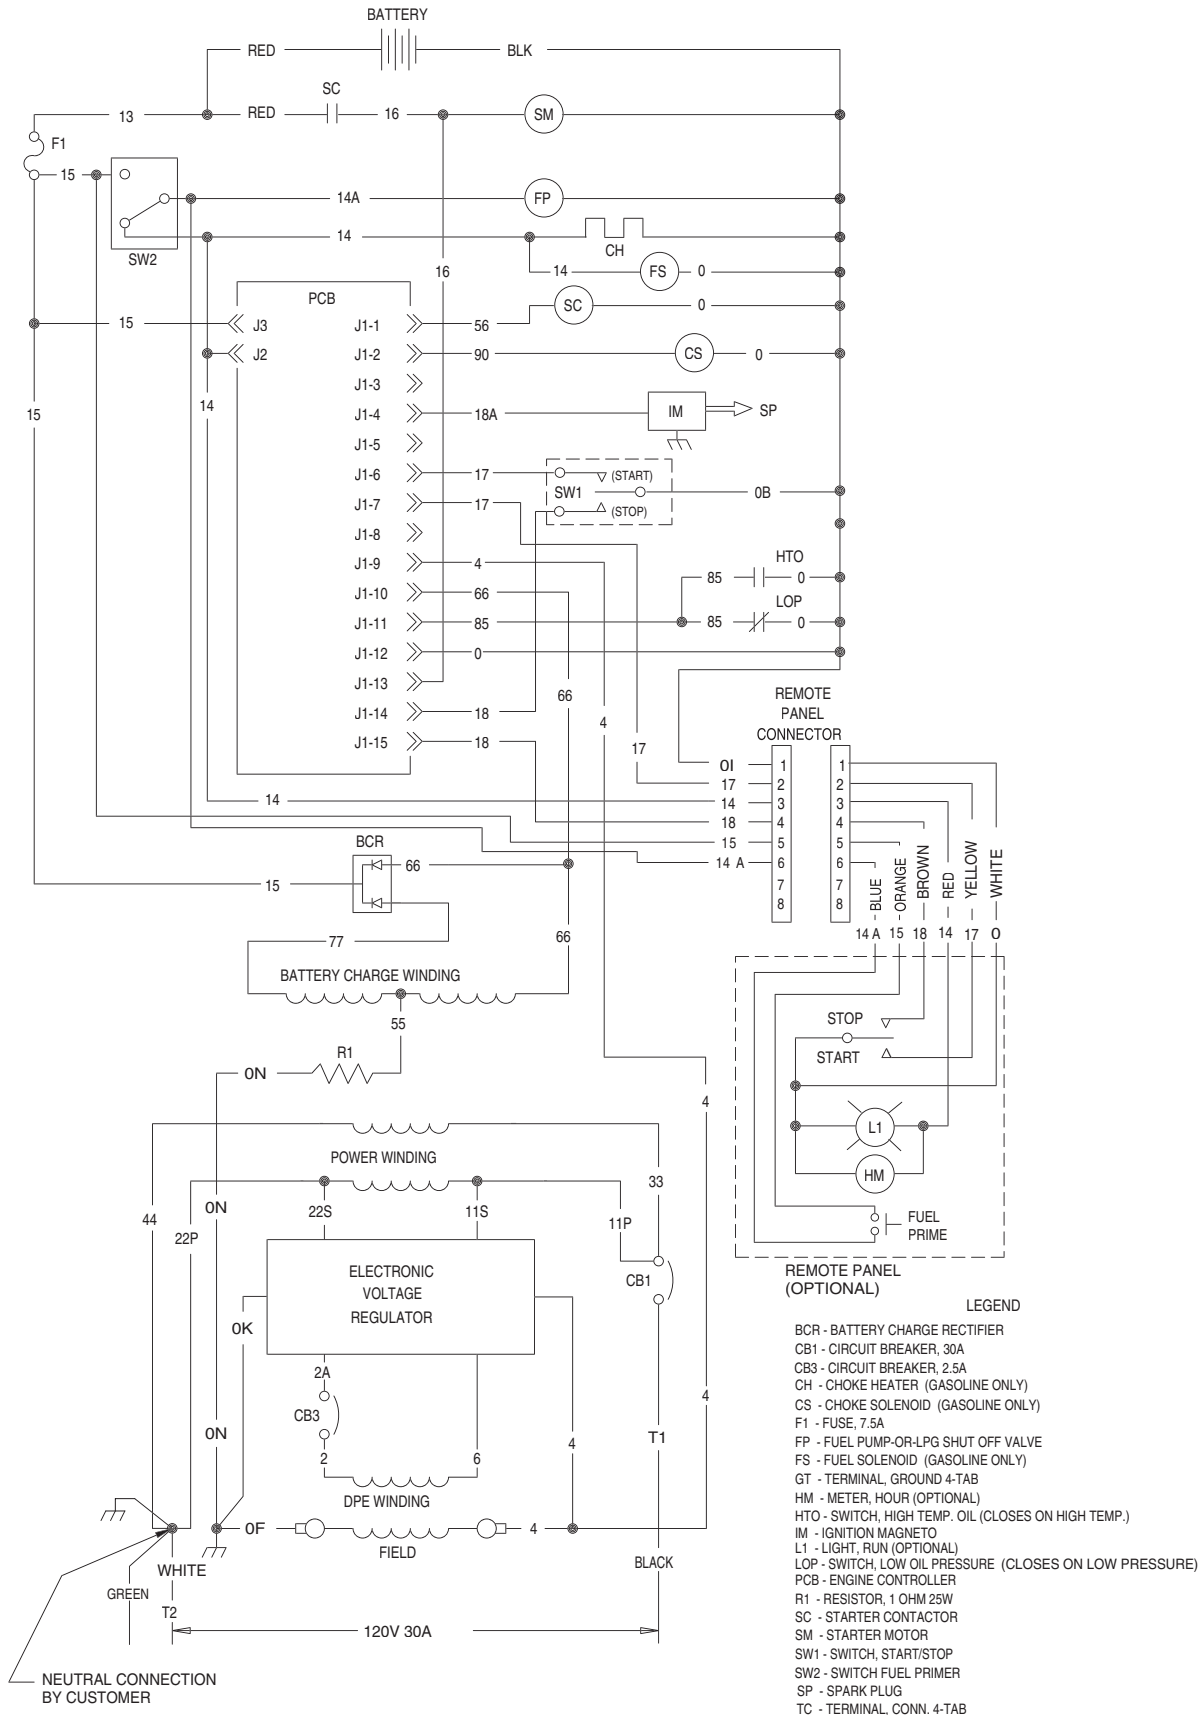 BATTERY
RED
BLK
SC
13
RED
16
SM
F1
15
14A
FP
14
CH
SW2
16
14
FS
0
PCB
SC
0
15
J3
J1-1
56
J2
J1-2
90
CS
0
J1-3
14
15
J1-4
18A
IM
SP
J1-5
J1-6
17
(START)
SW1
0B
J1-7
17
(STOP)
J1-8
HTO
J1-9
4
85
0
J1-10
66
LOP
J1-11
85
85
0
J1-12
0
J1-13
66
REMOTE
PANEL
CONNECTOR
J1-14
18
4
J1-15
18
17
0I
1
1
17
2
2
14
14
3
3
18
4
4
15
5
5
BCR
66
14 A
6
6
7
7
8
8
15
BLUE
ORANGE
BROWN
RED
YELLOW
WHITE
14 A
15
18
14
17
0
77
66
BATTERY CHARGE WINDING
55
STOP
R1
START
0N
4
L1
POWER WINDING
33
HM
44
22P
0N
22S
11S
11P
FUEL
PRIME
ELECTRONIC
VOLTAGE
REGULATOR
CB1
REMOTE PANEL
(OPTIONAL)
0K
2A
CB3
4
0N
T1
2
6
4
DPE WINDING
0F
4
FIELD
WHITE
BLACK
GREEN
T2
120V 30A
NEUTRAL CONNECTION
BY CUSTOMER
LEGEND
BCR - BATTERY CHARGE RECTIFIER
CB1 - CIRCUIT BREAKER, 30A
CB3 - CIRCUIT BREAKER, 2.5A
CH - CHOKE HEATER (GASOLINE ONLY)
CS - CHOKE SOLENOID (GASOLINE ONLY)
F1 - FUSE, 7.5A
FP - FUEL PUMP-OR-LPG SHUT OFF VALVE
FS - FUEL SOLENOID (GASOLINE ONLY)
GT - TERMINAL, GROUND 4-TAB
HM - METER, HOUR (OPTIONAL)
HTO - SWITCH, HIGH TEMP. OIL (CLOSES ON HIGH TEMP.)
IM - IGNITION MAGNETO
L1 - LIGHT, RUN (OPTIONAL)
LOP - SWITCH, LOW OIL PRESSURE (CLOSES ON LOW PRESSURE)
PCB - ENGINE CONTROLLER
R1 - RESISTOR, 1 OHM 25W
SC - STARTER CONTACTOR
SM - STARTER MOTOR
SW1 - SWITCH, START/STOP
SW2 - SWITCH FUEL PRIMER
SP - SPARK PLUG
TC - TERMINAL, CONN. 4-TAB